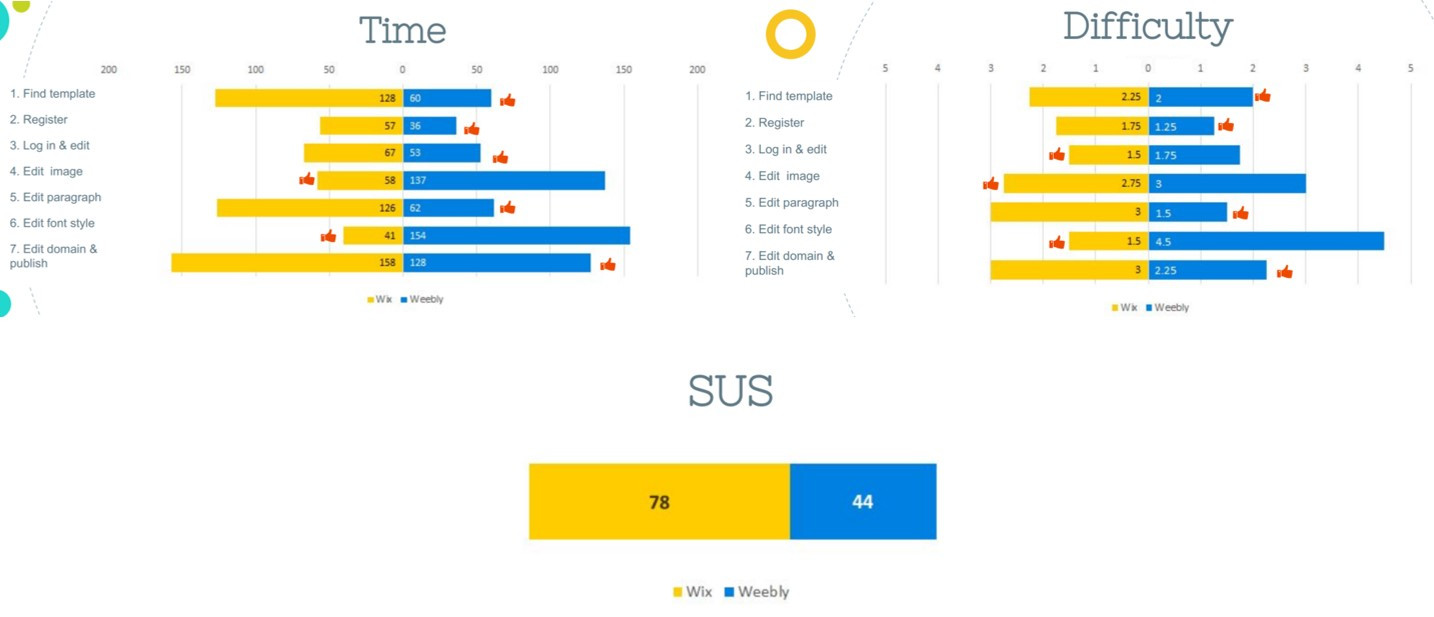 Time
200 150 100 50 0 50 100 150 200
1. Find template
128 60
2. Register
57 36
3. Log in & edit
67 53
4. Edit  image
58 137
5. Edit paragraph
126 62
6. Edit font style
41 154
7. Edit domain &
publish
158 128
Wix Weebly
Difficulty
5 4 3 2 1 0 1 2 3 4 5
1. Find template
2.25 2
2. Register
1.75 1.25
3. Log in & edit
1.5 1.75
4. Edit  image
2.75 3
5. Edit paragraph
3 1.5
6. Edit font style
1.5 4.5
7. Edit domain &
publish
3 2.25
Wix Weebly
SUS
78 44
Wix Weebly